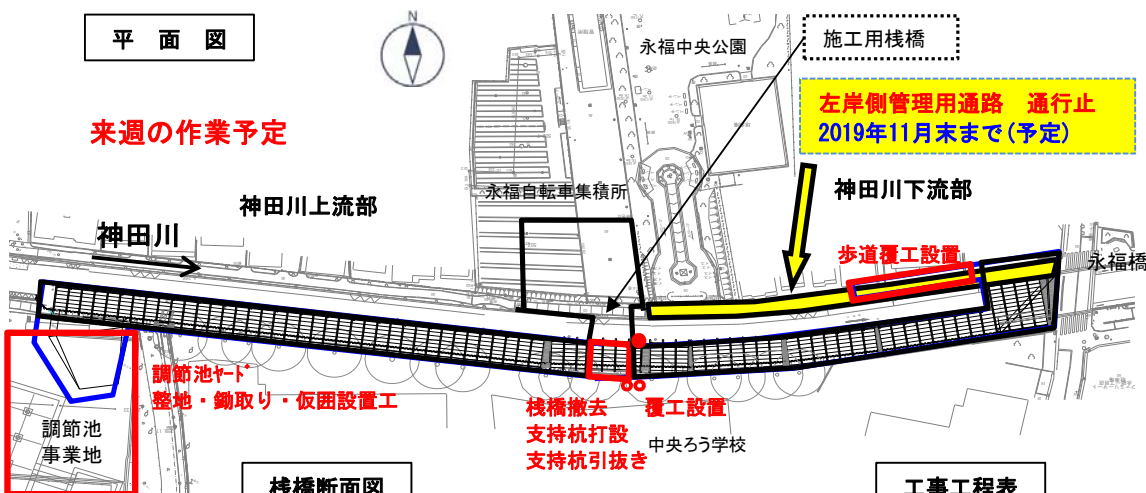 平 面 図
N
永福中央公園
施工用桟橋
左岸側管理用通路 通行止
2019年11月末まで(予定)
来週の作業予定
永福自転車集積所
神田川下流部
神田川上流部
神田川
歩道覆工設置
永福橋
調節池ヤード
整地・鋤取り・仮囲設置工
調節池
事業地
桟橋撤去
支持杭打設
支持杭引抜き
覆工設置
中央ろう学校
桟橋断面図
工事工程表